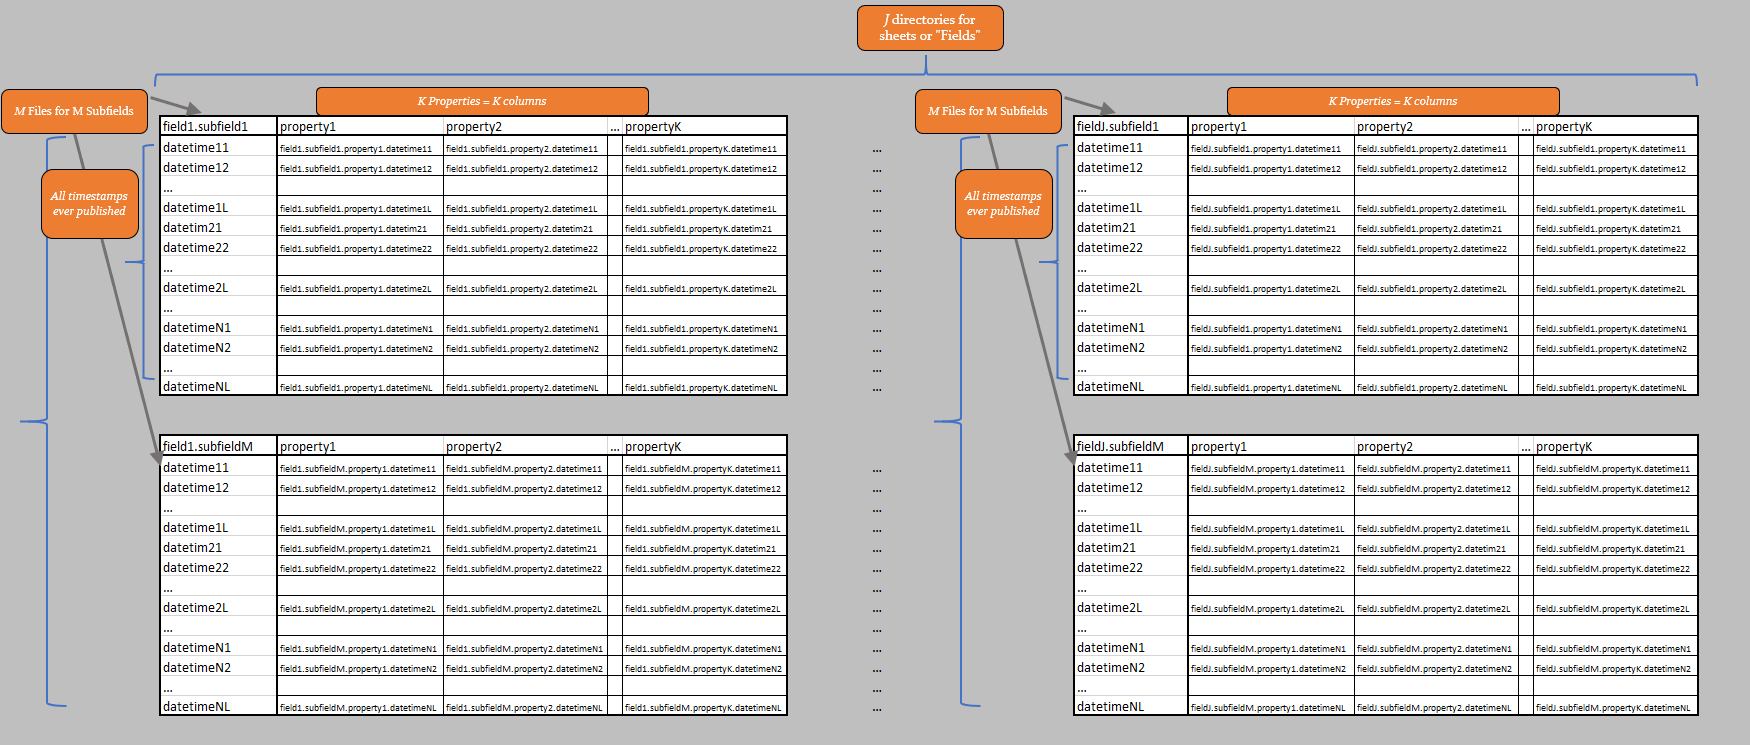 J directories for
sheets or "Fields"
M Files for M Subfields
K Properties = K columns
M Files for M Subfields
K Properties = K columns
All timestamps
ever published
All timestamps
ever published
field1.subfield1 property1 property2 ... propertyK
datetime11 field1.subfield1.property1.datetime11 field1.subfield1.property2.datetime11 field1.subfield1.propertyK.datetime11
datetime12 field1.subfield1.property1.datetime12 field1.subfield1.property2.datetime12 field1.subfield1.propertyK.datetime12
...
datetime1L field1.subfield1.property1.datetime1L field1.subfield1.property2.datetime1L field1.subfield1.propertyK.datetime1L
datetim21 field1.subfield1.property1.datetim21 field1.subfield1.property2.datetim21 field1.subfield1.propertyK.datetim21
datetime22 field1.subfield1.property1.datetime22 field1.subfield1.property2.datetime22 field1.subfield1.propertyK.datetime22
...
datetime2L field1.subfield1.property1.datetime2L field1.subfield1.property2.datetime2L field1.subfield1.propertyK.datetime2L
...
datetimeN1 field1.subfield1.property1.datetimeN1 field1.subfield1.property2.datetimeN1 field1.subfield1.propertyK.datetimeN1
datetimeN2 field1.subfield1.property1.datetimeN2 field1.subfield1.property2.datetimeN2 field1.subfield1.propertyK.datetimeN2
...
datetimeNL field1.subfield1.property1.datetimeNL field1.subfield1.property2.datetimeNL field1.subfield1.propertyK.datetimeNL
...
...
...
...
...
...
...
...
...
...
...
...
...
fieldJ.subfield1 property1 property2 ... propertyK
datetime11 fieldJ.subfield1.property1.datetime11 fieldJ.subfield1.property2.datetime11 fieldJ.subfield1.propertyK.datetime11
datetime12 fieldJ.subfield1.property1.datetime12 fieldJ.subfield1.property2.datetime12 fieldJ.subfield1.propertyK.datetime12
...
datetime1L fieldJ.subfield1.property1.datetime1L fieldJ.subfield1.property2.datetime1L fieldJ.subfield1.propertyK.datetime1L
datetim21 fieldJ.subfield1.property1.datetim21 fieldJ.subfield1.property2.datetim21 fieldJ.subfield1.propertyK.datetim21
datetime22 fieldJ.subfield1.property1.datetime22 fieldJ.subfield1.property2.datetime22 fieldJ.subfield1.propertyK.datetime22
...
datetime2L fieldJ.subfield1.property1.datetime2L fieldJ.subfield1.property2.datetime2L fieldJ.subfield1.propertyK.datetime2L
...
datetimeN1 fieldJ.subfield1.property1.datetimeN1 fieldJ.subfield1.property2.datetimeN1 fieldJ.subfield1.propertyK.datetimeN1
datetimeN2 fieldJ.subfield1.property1.datetimeN2 fieldJ.subfield1.property2.datetimeN2 fieldJ.subfield1.propertyK.datetimeN2
...
datetimeNL fieldJ.subfield1.property1.datetimeNL fieldJ.subfield1.property2.datetimeNL fieldJ.subfield1.propertyK.datetimeNL
field1.subfieldM property1 property2 ... propertyK
datetime11 field1.subfieldM.property1.datetime11 field1.subfieldM.property2.datetime11 field1.subfieldM.propertyK.datetime11
datetime12 field1.subfieldM.property1.datetime12 field1.subfieldM.property2.datetime12 field1.subfieldM.propertyK.datetime12
...
datetime1L field1.subfieldM.property1.datetime1L field1.subfieldM.property2.datetime1L field1.subfieldM.propertyK.datetime1L
datetim21 field1.subfieldM.property1.datetim21 field1.subfieldM.property2.datetim21 field1.subfieldM.propertyK.datetim21
datetime22 field1.subfieldM.property1.datetime22 field1.subfieldM.property2.datetime22 field1.subfieldM.propertyK.datetime22
...
datetime2L field1.subfieldM.property1.datetime2L field1.subfieldM.property2.datetime2L field1.subfieldM.propertyK.datetime2L
...
datetimeN1 field1.subfieldM.property1.datetimeN1 field1.subfieldM.property2.datetimeN1 field1.subfieldM.propertyK.datetimeN1
datetimeN2 field1.subfieldM.property1.datetimeN2 field1.subfieldM.property2.datetimeN2 field1.subfieldM.propertyK.datetimeN2
...
datetimeNL field1.subfieldM.property1.datetimeNL field1.subfieldM.property2.datetimeNL field1.subfieldM.propertyK.datetimeNL
...
...
...
...
...
...
...
...
...
...
...
...
...
fieldJ.subfieldM property1 property2 ... propertyK
datetime11 fieldJ.subfieldM.property1.datetime11 fieldJ.subfieldM.property2.datetime11 fieldJ.subfieldM.propertyK.datetime11
datetime12 fieldJ.subfieldM.property1.datetime12 fieldJ.subfieldM.property2.datetime12 fieldJ.subfieldM.propertyK.datetime12
...
datetime1L fieldJ.subfieldM.property1.datetime1L fieldJ.subfieldM.property2.datetime1L fieldJ.subfieldM.propertyK.datetime1L
datetim21 fieldJ.subfieldM.property1.datetim21 fieldJ.subfieldM.property2.datetim21 fieldJ.subfieldM.propertyK.datetim21
datetime22 fieldJ.subfieldM.property1.datetime22 fieldJ.subfieldM.property2.datetime22 fieldJ.subfieldM.propertyK.datetime22
...
datetime2L fieldJ.subfieldM.property1.datetime2L fieldJ.subfieldM.property2.datetime2L fieldJ.subfieldM.propertyK.datetime2L
...
datetimeN1 fieldJ.subfieldM.property1.datetimeN1 fieldJ.subfieldM.property2.datetimeN1 fieldJ.subfieldM.propertyK.datetimeN1
datetimeN2 fieldJ.subfieldM.property1.datetimeN2 fieldJ.subfieldM.property2.datetimeN2 fieldJ.subfieldM.propertyK.datetimeN2
...
datetimeNL fieldJ.subfieldM.property1.datetimeNL fieldJ.subfieldM.property2.datetimeNL fieldJ.subfieldM.propertyK.datetimeNL